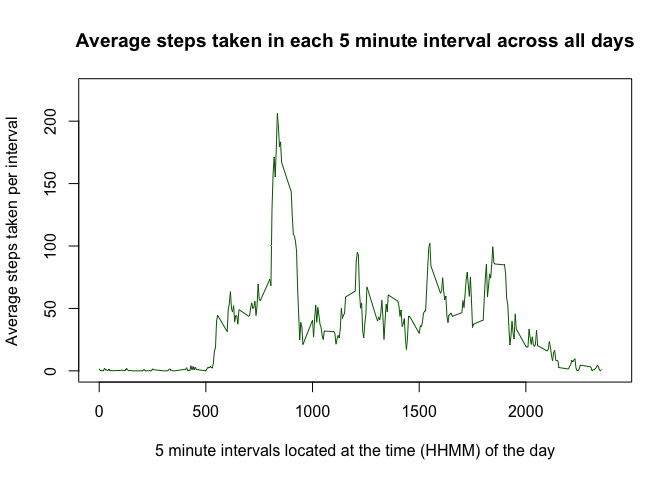 Average steps taken in each 5 minute interval across all days
Average steps taken per interval
200
150
100
50
0
0 500 1000 1500 2000
5 minute intervals located at the time (HHMM) of the day